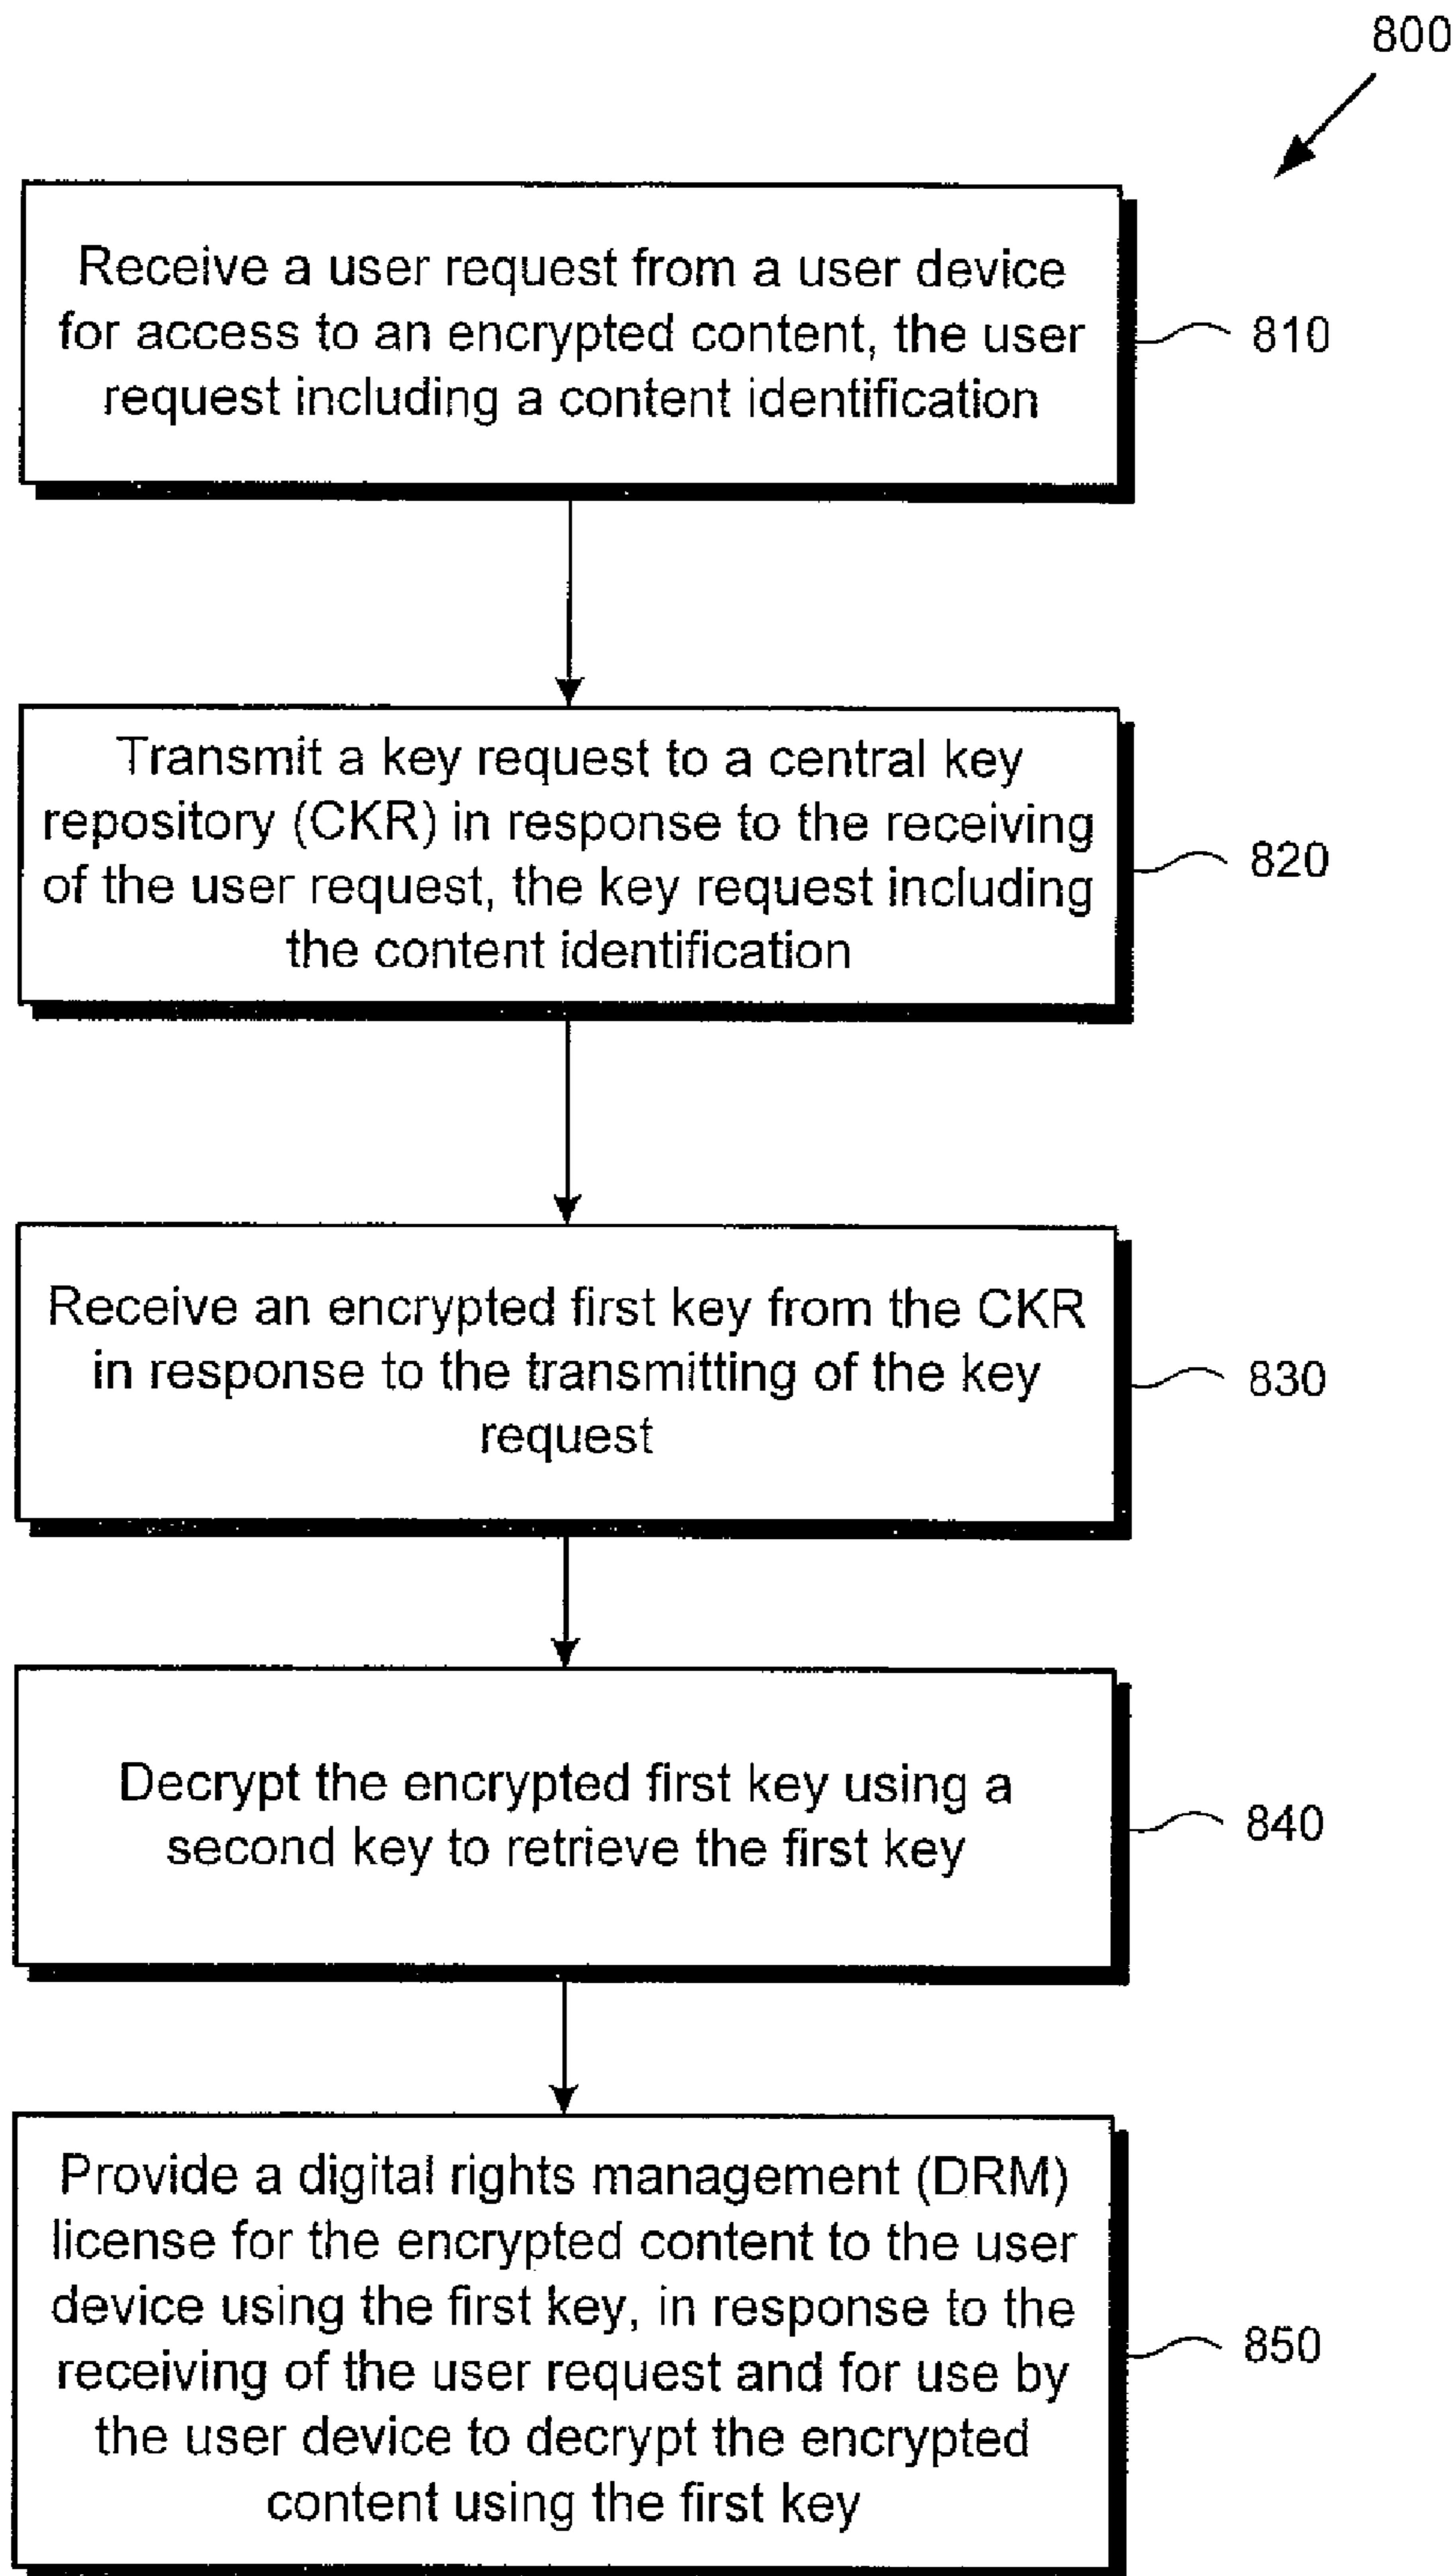 800
Receive a user request from a user device
for access to an encrypted content, the user
request including a content identification
810
Transmit a key request to a central key
repository (CKR) in response to the receiving
of the user request, the key request including
the content identification
820
Receive an encrypted first key from the CKR
in response to the transmitting of the key
request
830
Decrypt the encrypted first key using a
second key to retrieve the first key
840
Provide a digital rights management (DRM)
license for the encrypted content to the user
device using the first key, in response to the
receiving of the user request and for use by
the user device to decrypt the encrypted
content using the first key
850